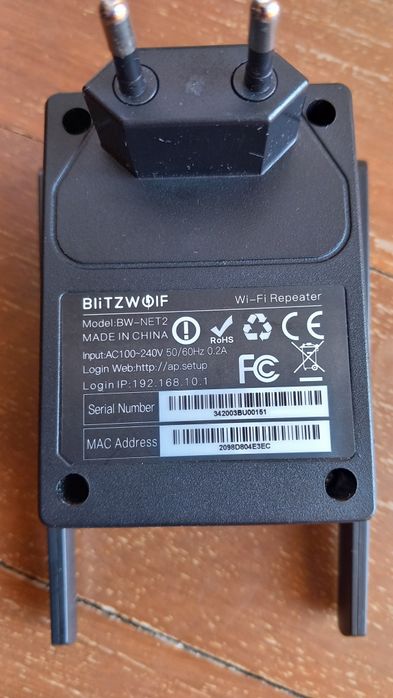 BLiTZWOLF
Wi-Fi Repeater
Model:BW-NET2
MADE IN CHINA
RoHS
Input:AC100~240V 50/60Hz 0.2A
Login Web:http://ap.setup
FC
Login IP:192.168.10.1
Serial Number
342003BU00151
MAC Address
2098D804E3EC